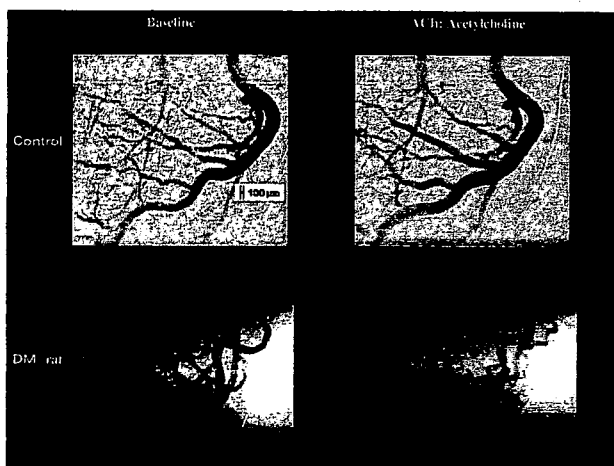 Baseline
ACh: Acetylcholine
Control
100 µm
DM rat